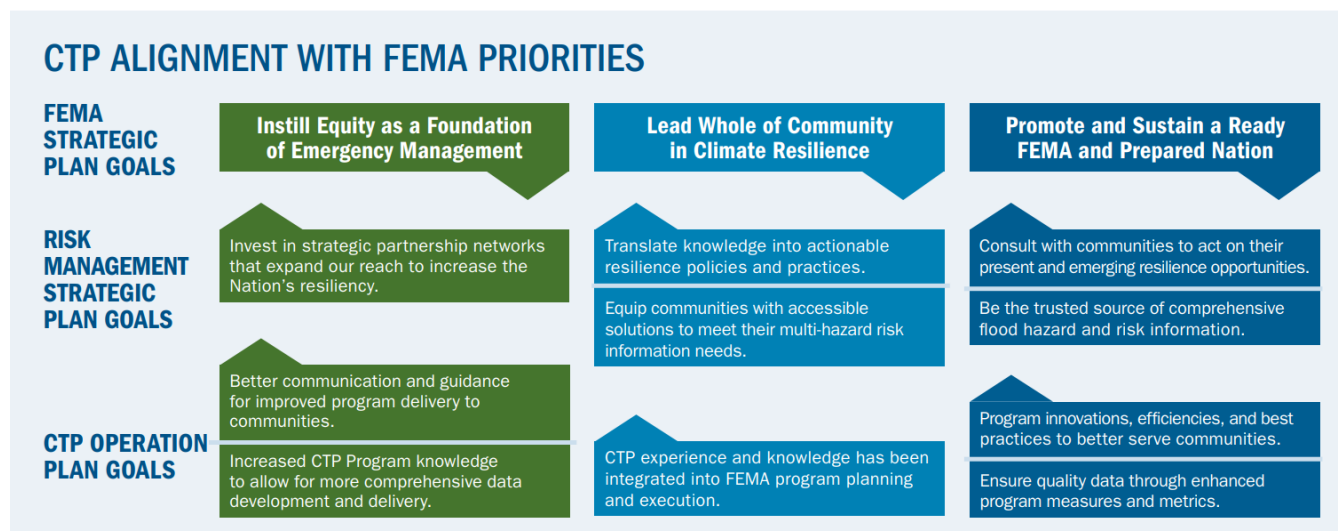 CTP ALIGNMENT WITH FEMA PRIORITIES
FEMA
STRATEGIC
PLAN GOALS
Instill Equity as a Foundation
of Emergency Management
Lead Whole of Community
in Climate Resilience
Promote and Sustain a Ready
FEMA and Prepared Nation
RISK
MANAGEMENT
STRATEGIC
PLAN GOALS
Invest in strategic partnership networks
that expand our reach to increase the
Nation's resiliency.
Translate knowledge into actionable
resilience policies and practices.
Equip communities with accessible
solutions to meet their multi-hazard risk
information needs.
Consult with communities to act on their
present and emerging resilience opportunities.
Be the trusted source of comprehensive
flood hazard and risk information.
CTP OPERATION
PLAN GOALS
Better communication and guidance
for improved program delivery to
communities.
Increased CTP Program knowledge
to allow for more comprehensive data
development and delivery.
CTP experience and knowledge has been
integrated into FEMA program planning
and execution.
Program innovations, efficiencies, and best
practices to better serve communities.
Ensure quality data through enhanced
program measures and metrics.